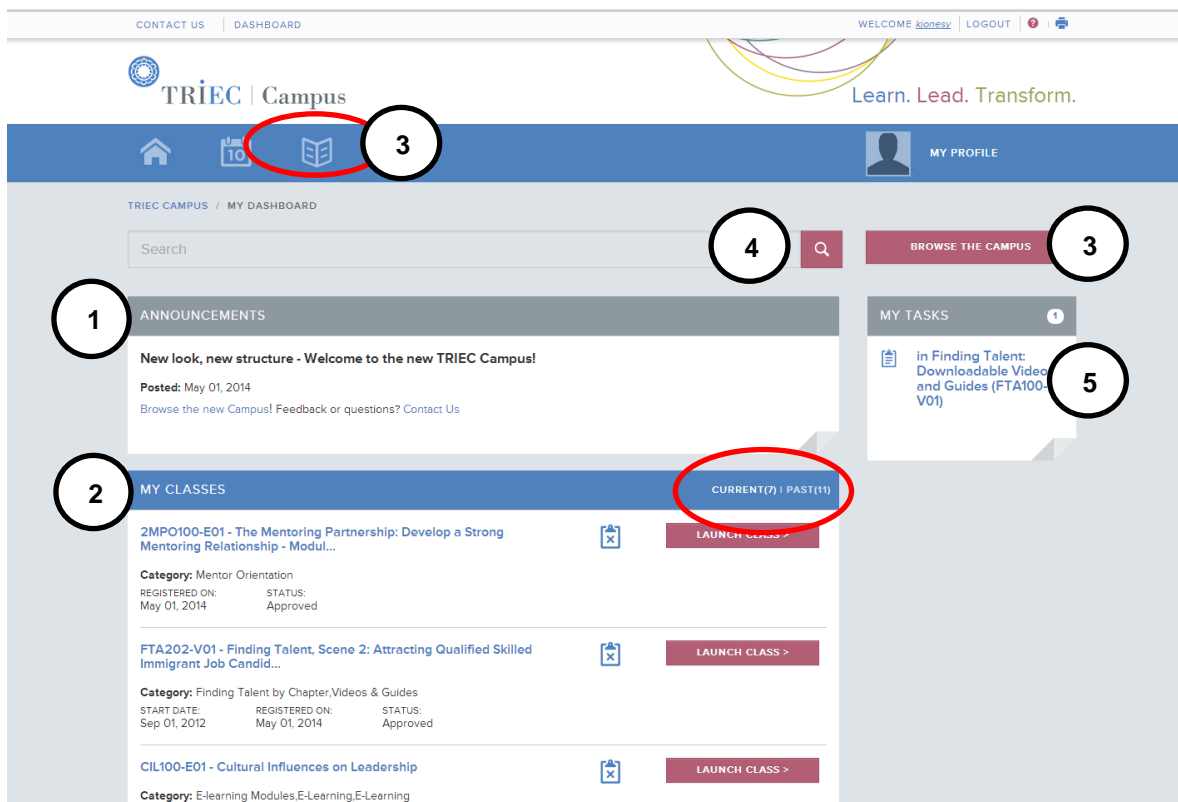 CONTACT US DASHBOARD WELCOME kjonesv LOGOUT ?
TRIEC | Campus
Learn. Lead. Transform.
10 3 MY PROFILE
TRIEC CAMPUS / MY DASHBOARD
Search 4 BROWSE THE CAMPUS 3
1 ANNOUNCEMENTS
New look, new structure - Welcome to the new TRIEC Campus!
Posted: May 01, 2014
Browse the new Campus! Feedback or questions? Contact Us
MY TASKS 1
in Finding Talent:
Downloadable Video
and Guides (FTA100-
V01)
5
2 MY CLASSES CURRENT(7) | PAST(11)
2MPO100-E01 - The Mentoring Partnership: Develop a Strong
Mentoring Relationship - Modul...
LAUNCH CLASS >
Category: Mentor Orientation
REGISTERED ON: STATUS:
May 01, 2014 Approved
FTA202-V01 - Finding Talent, Scene 2: Attracting Qualified Skilled
Immigrant Job Candid...
LAUNCH CLASS >
Category: Finding Talent by Chapter,Videos & Guides
START DATE: REGISTERED ON: STATUS:
Sep 01, 2012 May 01, 2014 Approved
CIL100-E01 - Cultural Influences on Leadership
LAUNCH CLASS >
Category: E-learning Modules,E-Learning,E-Learning